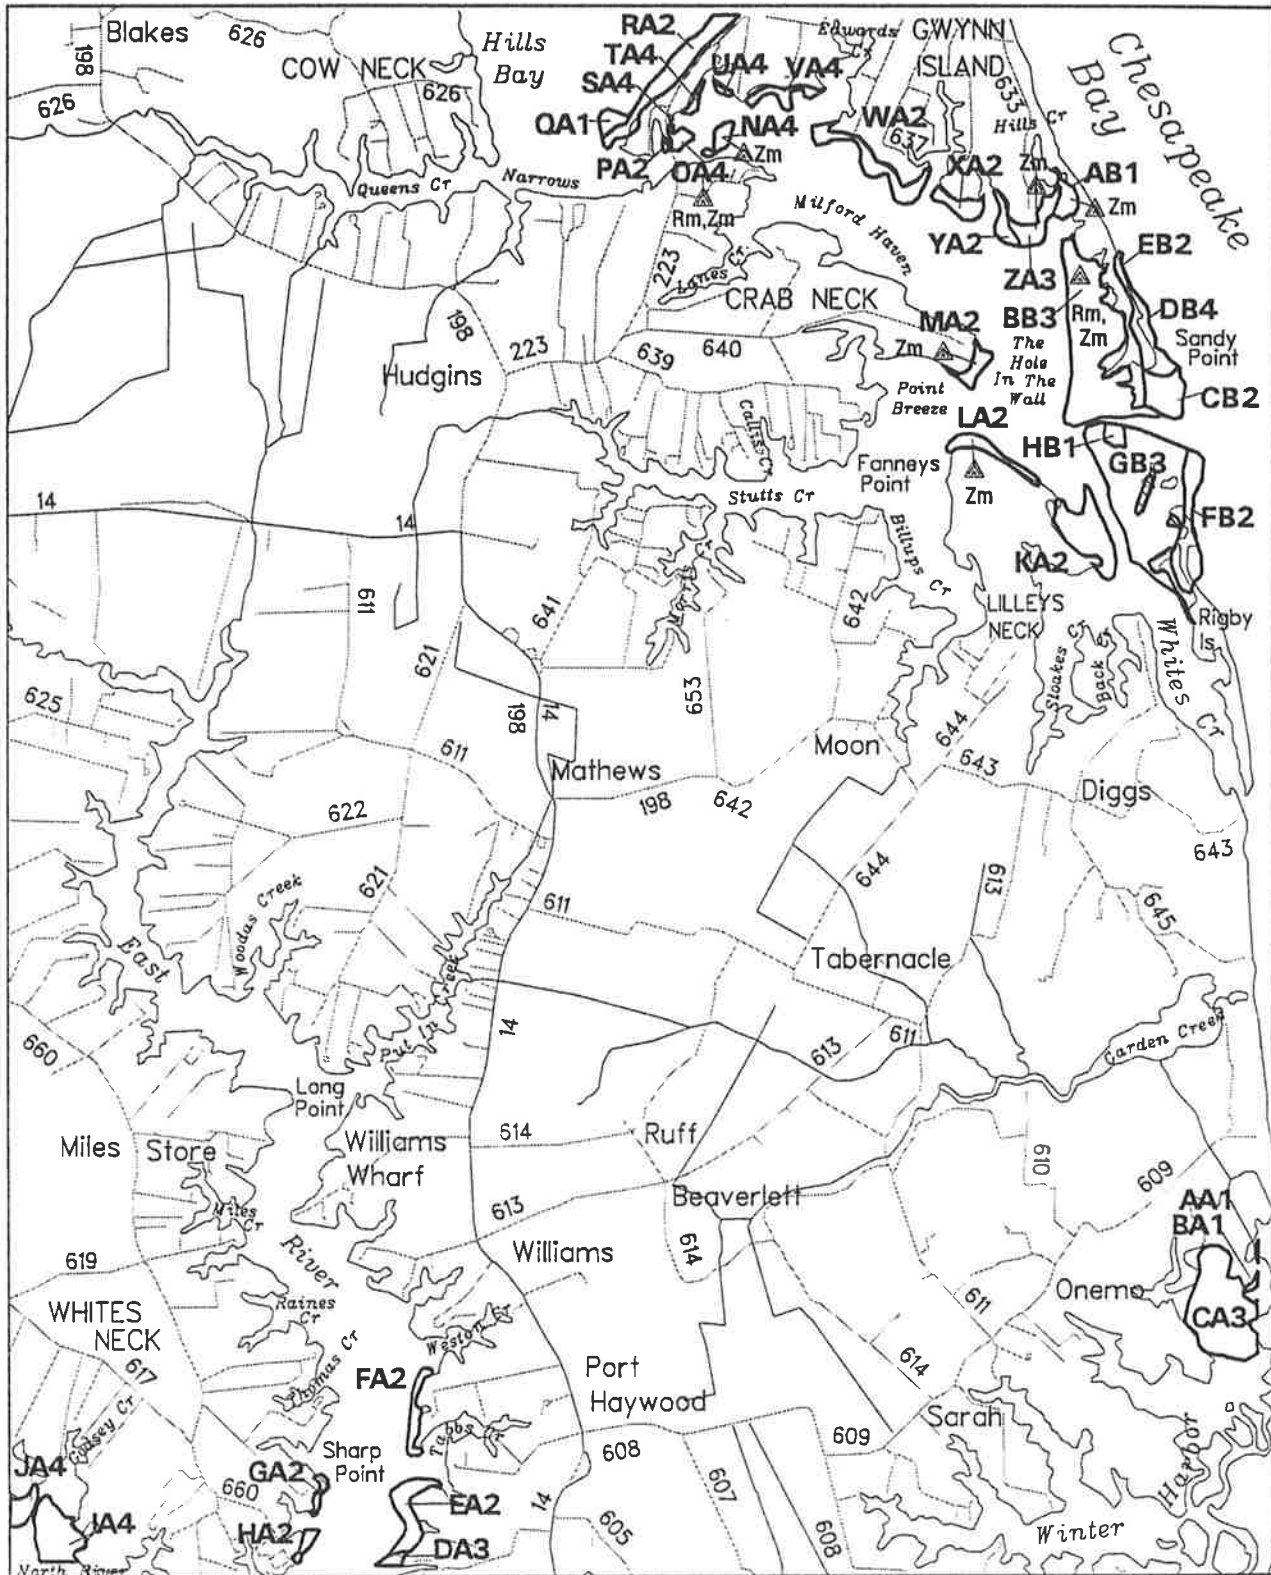 Blakes
626
Hills
Bay
RA2
TA4
SA4
UA4
VA4
Edwards
Cr
GWYNN
ISLAND
Chesapeake
Bay
198
COW NECK
626
626
633
Hills Cr
QA1
NA4
Zm
WA2
637
Zm
XA2
AB1
Zm
PA2
OA4
Queens Cr
Narrows
Rm,Zm
Milford Haven
YA2
ZA3
EB2
223
Lanes Cr
CRAB NECK
BB3
Rm,
Zm
DB4
Sandy
Point
198
MA2
Zm
The
Hole
In The
Wall
223
640
639
Hudgins
Point
Breeze
CB2
LA2
HB1
Callis Cr
GB3
Fanneys
Point
Zm
14
Stutts Cr
FB2
14
Billups Cr
KA2
Morris Cr
611
641
642
LILLEYS
NECK
Rigby
Is
621
Stoakes Cr
Back Cr
Whites Cr
625
653
198
14
644
611
Moon
643
Mathews
198
642
Diggs
622
643
644
613
621
611
645
Woodas Creek
East
Tabernacle
Put In Creek
14
660
613
611
Garden Creek
Long
Point
Miles Store
Williams
Wharf
614
Ruff
610
609
Beaverlett
AA1
BA1
Miles
Cr
613
River
614
Williams
619
Onemo
Raines
Cr
611
CA3
WHITES
NECK
Weston Cr
Thomas Cr
617
FA2
Port
Haywood
614
Sarah
Tabbs Cr
609
Sharp
Point
608
JA4
GA2
660
Harbor
607
EA2
14
IA4
HA2
605
608
Winter
DA3
North River